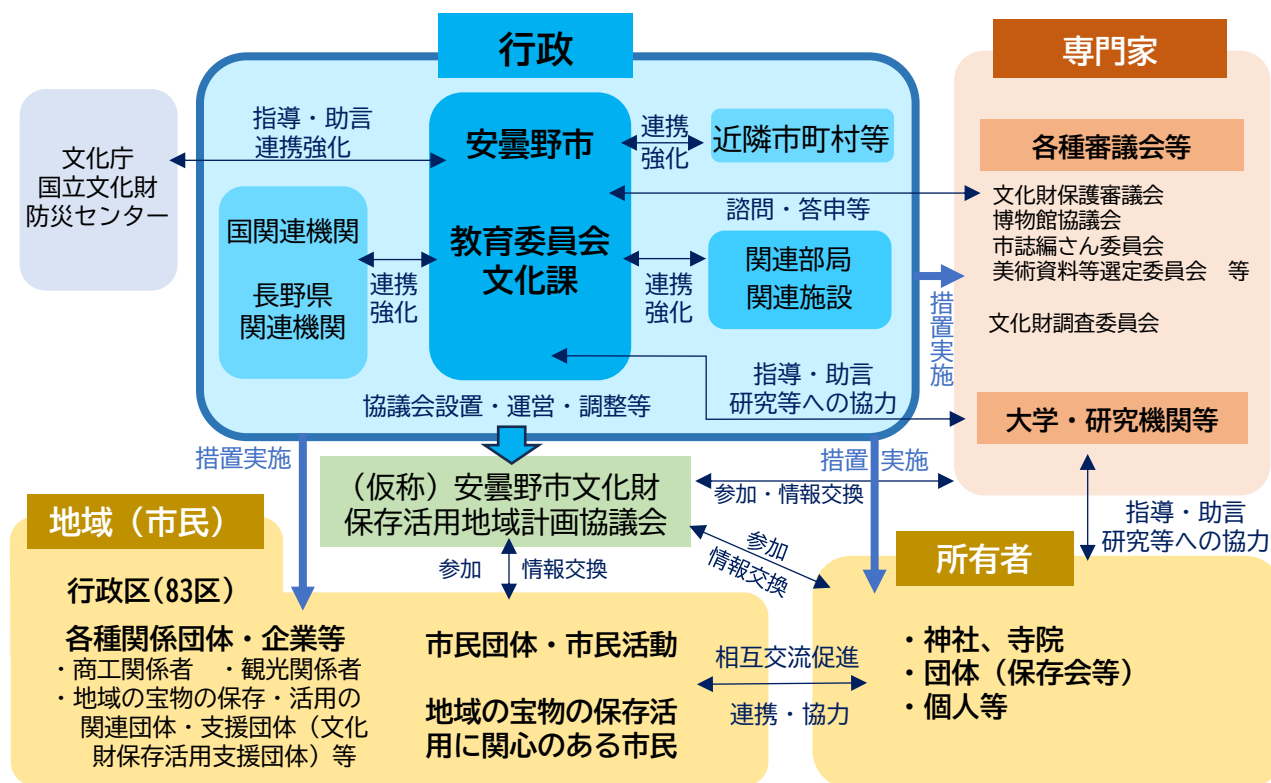 行政
専門家
文化庁
国立文化財
防災センター
指導・助言
連携強化
安曇野市
教育委員会
文化課
連携
強化
近隣市町村等
諮問・答申等
国関連機関
長野県
関連機関
連携
強化
連携
強化
関連部局
関連施設
指導・助言
研究等への協力
協議会設置・運営・調整等
措置実施
各種審議会等
文化財保護審議会
博物館協議会
市誌編さん委員会
美術資料等選定委員会　等
文化財調査委員会
大学・研究機関等
措置実施
措置実施
（仮称）安曇野市文化財
保存活用地域計画協議会
参加・情報交換
参加
情報交換
参加
情報交換
指導・助言
研究等への協力
地域（市民）
行政区(83区)
各種関係団体・企業等
・商工関係者　・観光関係者
・地域の宝物の保存・活用の
関連団体・支援団体（文化
財保存活用支援団体）等
市民団体・市民活動
地域の宝物の保存活
用に関心のある市民
相互交流促進
連携・協力
所有者
・神社、寺院
・団体（保存会等）
・個人等